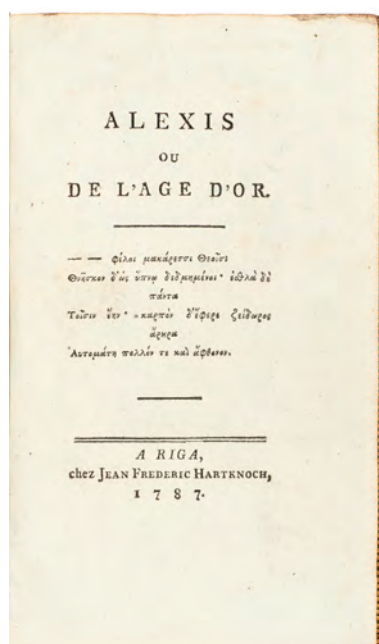 ALEXIS
OU
DE L'AGE D'OR.
— — φίλοι μακάρεσσι Θεοῖσι
Θνῆσκον δ'ὡς ὕπνῳ δεδμημένοι· ἐσθλὰ δὲ
πάντα
Τοῖσιν ἔην· καρπὸν δ'ἔφερε ζείδωρος
ἄρουρα
Αὐτομάτη πολλόν τε καὶ ἄφθονον.
A RIGA,
chez JEAN FREDERIC HARTKNOCH,
1787.